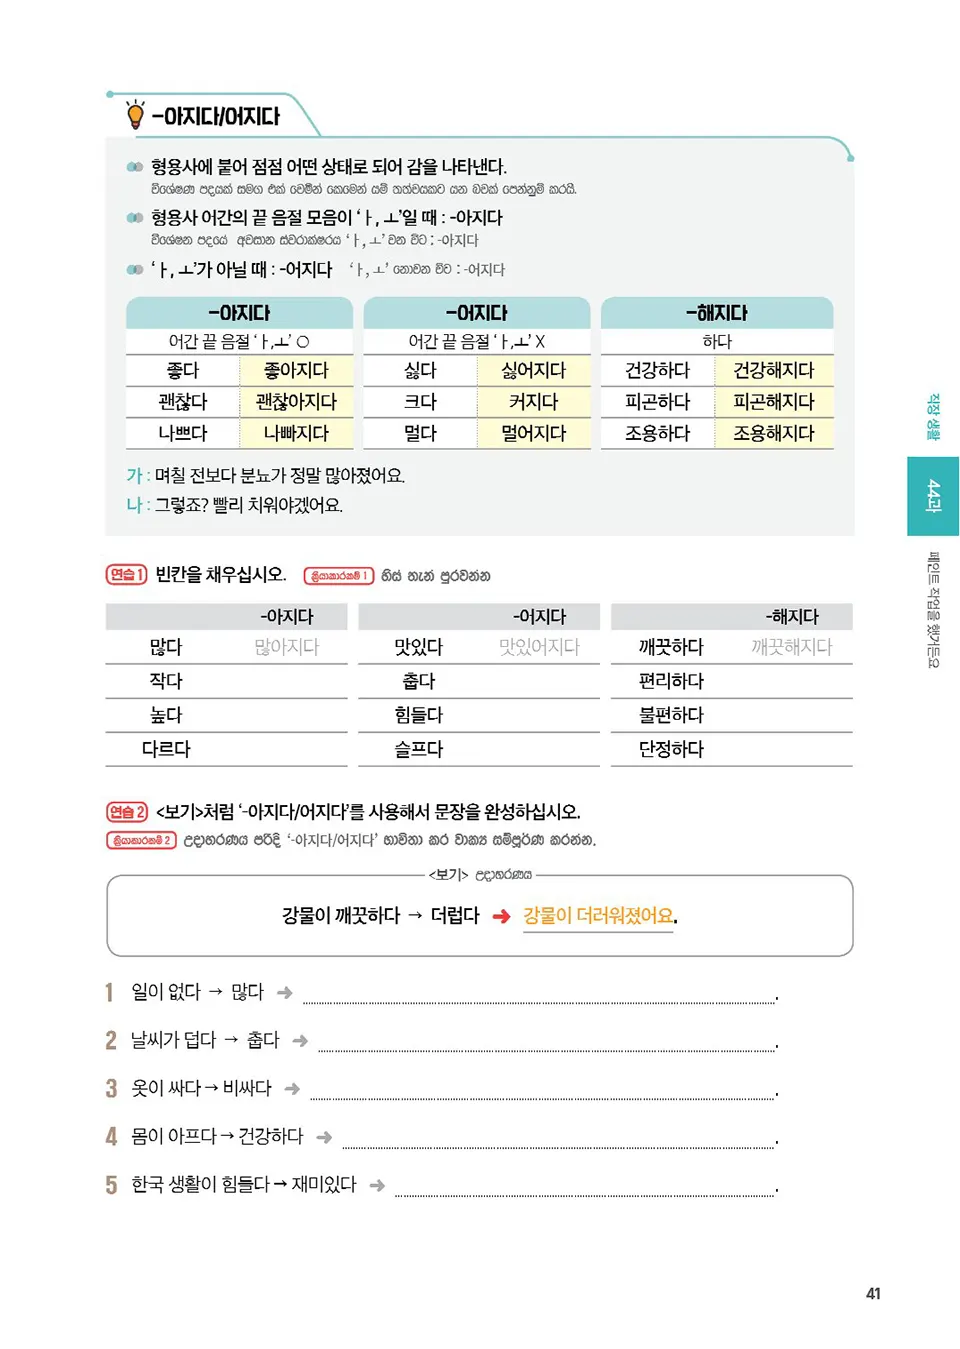 -아지다/어지다
형용사에 붙어 점점 어떤 상태로 되어 감을 나타낸다.
විශේෂණ පදයක් සමග එක් වෙමින් කෙමෙන් යම් තත්වයකට යන බවක් පෙන්නුම් කරයි.
형용사 어간의 끝 음절 모음이 ‘ㅏ, ㅗ’일 때 : -아지다
විශේෂන පදයේ අවසාන ස්වරාක්ෂරය ‘ㅏ, ㅗ’ වන විට : -아지다
‘ㅏ, ㅗ’가 아닐 때 : -어지다 ‘ㅏ, ㅗ’ නොවන විට : -어지다
-아지다 -어지다 -해지다
어간 끝 음절 ‘ㅏ,ㅗ’ ○ 어간 끝 음절 ‘ㅏ,ㅗ’ X 하다
좋다 좋아지다 싫다 싫어지다 건강하다 건강해지다
괜찮다 괜찮아지다 크다 커지다 피곤하다 피곤해지다
나쁘다 나빠지다 멀다 멀어지다 조용하다 조용해지다
가 : 며칠 전보다 분뇨가 정말 많아졌어요.
나 : 그렇죠? 빨리 치워야겠어요.
연습 1 빈칸을 채우십시오. ක්‍රියාකාරකම් 1 හිස් තැන් පුරවන්න
-아지다 -어지다 -해지다
많다 많아지다 맛있다 맛있어지다 깨끗하다 깨끗해지다
작다 춥다 편리하다
높다 힘들다 불편하다
다르다 슬프다 단정하다
연습 2 <보기>처럼 ‘-아지다/어지다’를 사용해서 문장을 완성하십시오.
ක්‍රියාකාරකම් 2 උදාහරණය පරිදි ‘-아지다/어지다’ භාවිතා කර වාක්‍ය සම්පූර්ණ කරන්න.
<보기> උදාහරණය
강물이 깨끗하다 → 더럽다 ➜ 강물이 더러워졌어요.
1 일이 없다 → 많다 ➜ .
2 날씨가 덥다 → 춥다 ➜ .
3 옷이 싸다 → 비싸다 ➜ .
4 몸이 아프다 → 건강하다 ➜ .
5 한국 생활이 힘들다 → 재미있다 ➜ .
직장 생활
44과
페인트 작업을 했거든요
41